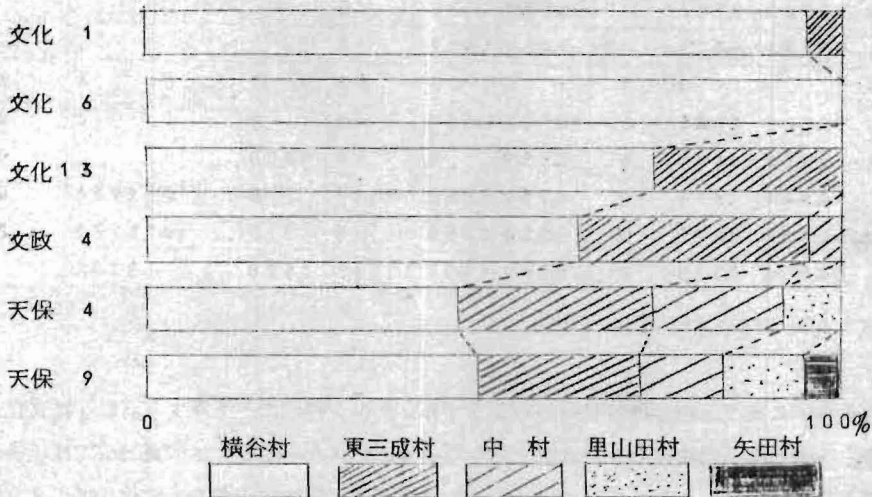 文化 1
文化 6
文化 13
文政 4
天保 4
天保 9
0 100%
横谷村 東三成村 中 村 里山田村 矢田村